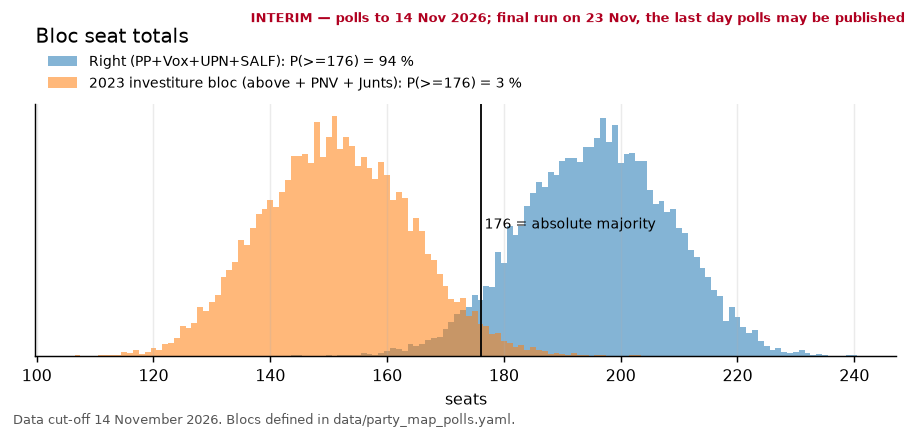 INTERIM — polls to 14 Nov 2026; final run on 23 Nov, the last day polls may be published
Bloc seat totals
Right (PP+Vox+UPN+SALF): P(>=176) = 94 %
2023 investiture bloc (above + PNV + Junts): P(>=176) = 3 %
176 = absolute majority
100 120 140 160 180 200 220 240
seats
Data cut-off 14 November 2026. Blocs defined in data/party_map_polls.yaml.